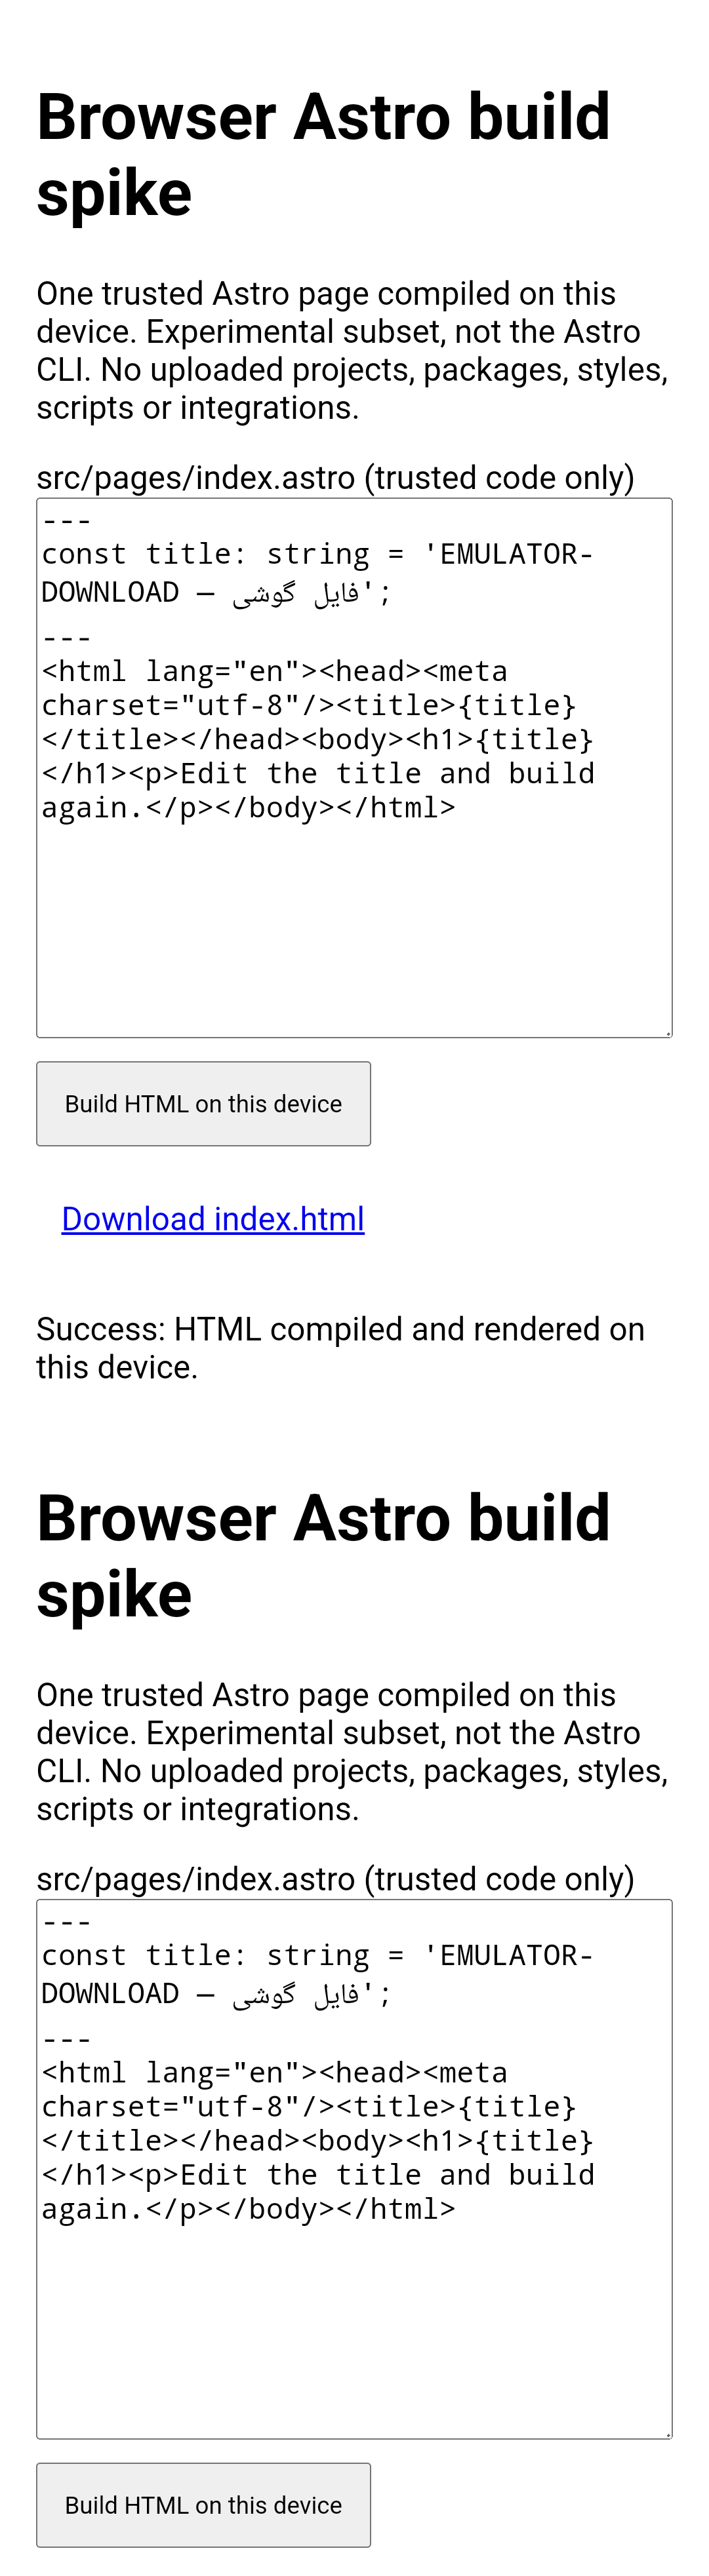 Browser Astro build
spike
One trusted Astro page compiled on this
device. Experimental subset, not the Astro
CLI. No uploaded projects, packages, styles,
scripts or integrations.
src/pages/index.astro (trusted code only)
---
const title: string = 'EMULATOR-
DOWNLOAD — فایل گوشی';
---
<html lang="en"><head><meta
charset="utf-8"/><title>{title}
</title></head><body><h1>{title}
</h1><p>Edit the title and build
again.</p></body></html>
Build HTML on this device
Download index.html
Success: HTML compiled and rendered on
this device.
Browser Astro build
spike
One trusted Astro page compiled on this
device. Experimental subset, not the Astro
CLI. No uploaded projects, packages, styles,
scripts or integrations.
src/pages/index.astro (trusted code only)
---
const title: string = 'EMULATOR-
DOWNLOAD — فایل گوشی';
---
<html lang="en"><head><meta
charset="utf-8"/><title>{title}
</title></head><body><h1>{title}
</h1><p>Edit the title and build
again.</p></body></html>
Build HTML on this device